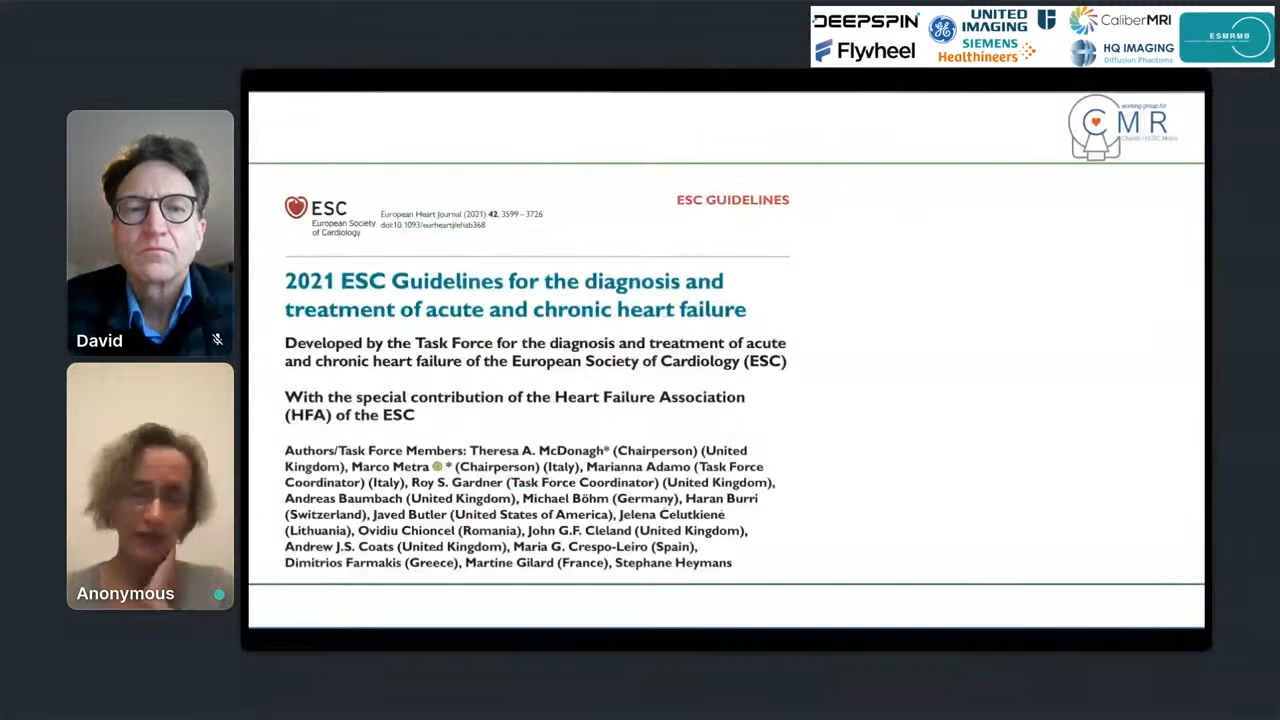 DEEPSPIN
Flywheel
UNITED
IMAGING
SIEMENS
Healthineers
CaliberMRI
HQ IMAGING
Diffusion Phantoms
ESMRMB
working group for
CMR
ESC
European Society
of Cardiology
European Heart Journal (2021) 42, 3599–3726
doi:10.1093/eurheartj/ehab368
ESC GUIDELINES
2021 ESC Guidelines for the diagnosis and
treatment of acute and chronic heart failure
Developed by the Task Force for the diagnosis and treatment of acute
and chronic heart failure of the European Society of Cardiology (ESC)
With the special contribution of the Heart Failure Association
(HFA) of the ESC
Authors/Task Force Members: Theresa A. McDonagh* (Chairperson) (United
Kingdom), Marco Metra * (Chairperson) (Italy), Marianna Adamo (Task Force
Coordinator) (Italy), Roy S. Gardner (Task Force Coordinator) (United Kingdom),
Andreas Baumbach (United Kingdom), Michael Böhm (Germany), Haran Burri
(Switzerland), Javed Butler (United States of America), Jelena Čelutkienė
(Lithuania), Ovidiu Chioncel (Romania), John G.F. Cleland (United Kingdom),
Andrew J.S. Coats (United Kingdom), Maria G. Crespo-Leiro (Spain),
Dimitrios Farmakis (Greece), Martine Gilard (France), Stephane Heymans
David
Anonymous